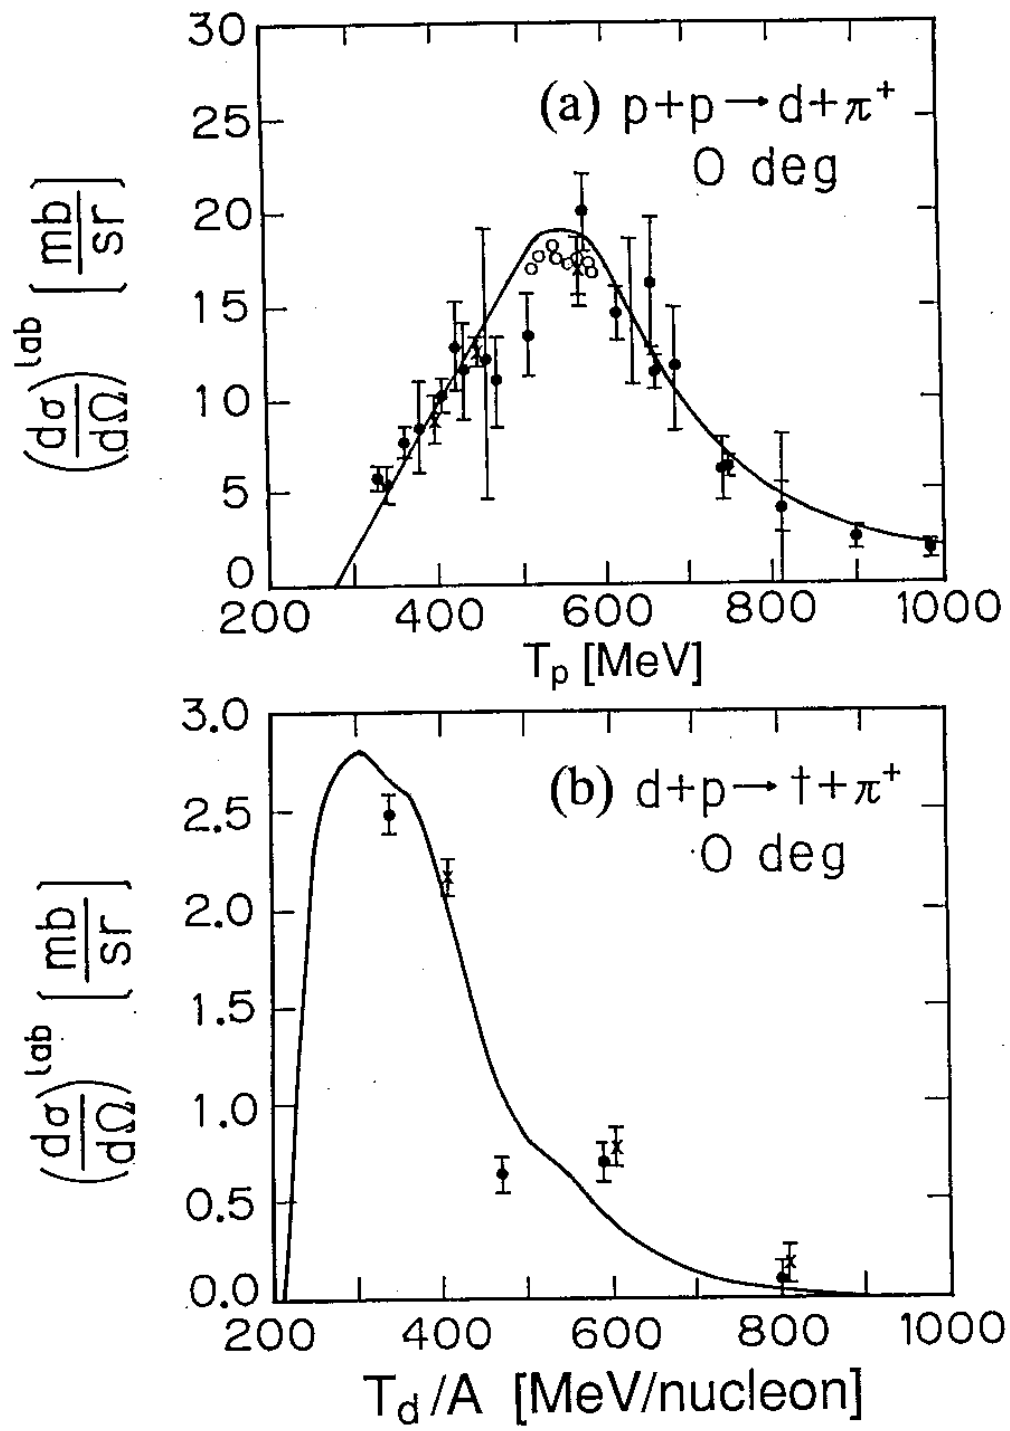 30
25
20
15
10
5
0
(a) p+p → d+π⁺
0 deg
(dσ/dΩ)^lab [mb/sr]
200 400 600 800 1000
T_p [MeV]
3.0
2.5
2.0
1.5
1.0
0.5
0.0
(b) d+p → t+π⁺
0 deg
(dσ/dΩ)^lab [mb/sr]
200 400 600 800 1000
T_d/A [MeV/nucleon]